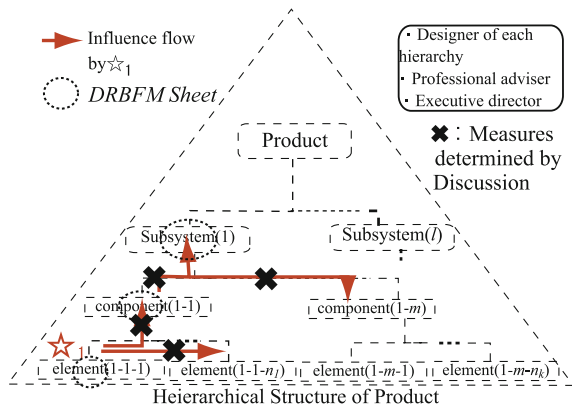 Influence flow
by☆1
DRBFM Sheet
· Designer of each
hierarchy
· Professional adviser
· Executive director
✖ : Measures
determined by
Discussion
Product
Subsystem(1)
Subsystem(l)
component(1-1)
component(1-m)
☆1
element(1-1-1)
element(1-1-n1)
element(1-m-1)
element(1-m-nk)
Heierarchical Structure of Product